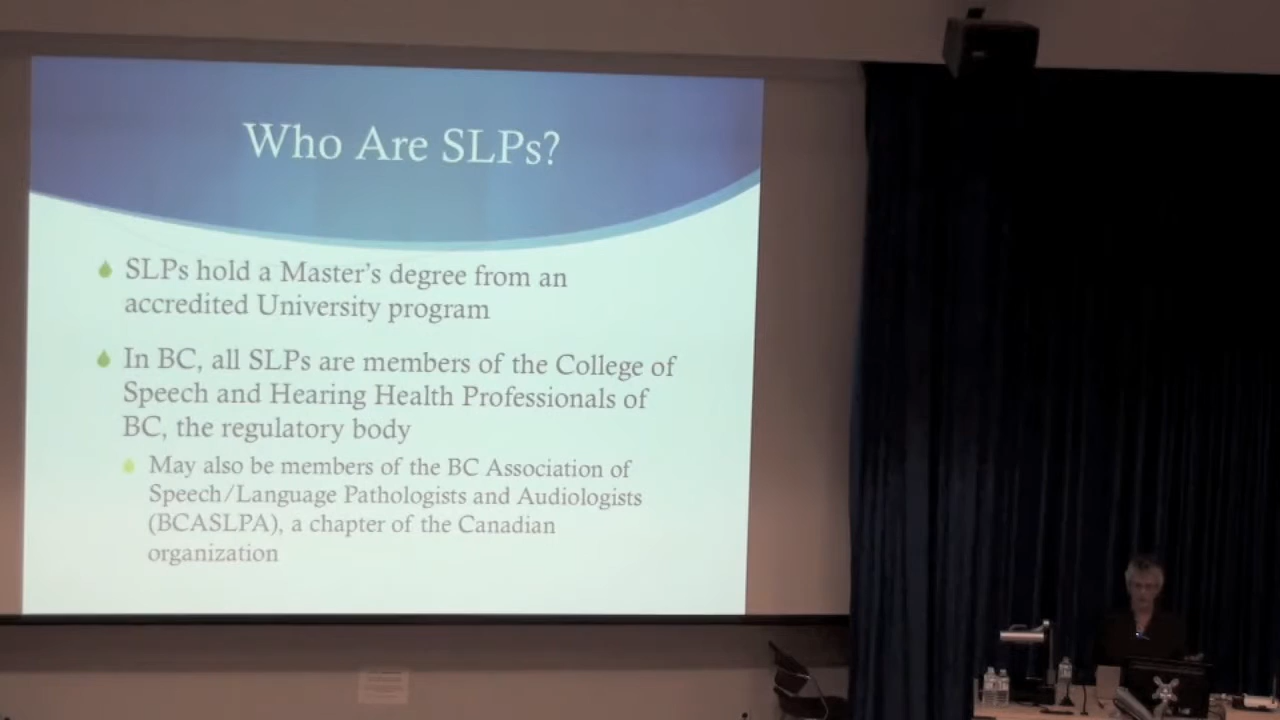 Who Are SLPs?
SLPs hold a Master's degree from an
accredited University program
In BC, all SLPs are members of the College of
Speech and Hearing Health Professionals of
BC, the regulatory body
May also be members of the BC Association of
Speech/Language Pathologists and Audiologists
(BCASLPA), a chapter of the Canadian
organization